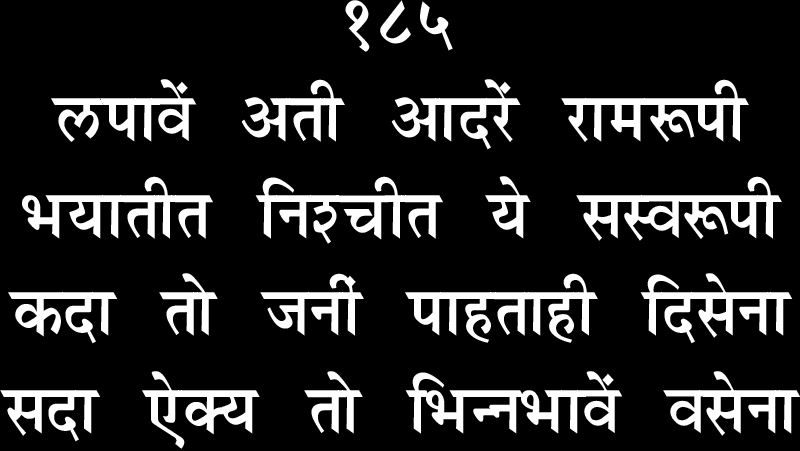 १८५
लपावें अती आदरें रामरूपी
भयातीत निश्चीत ये सस्वरूपी
कदा तो जनीं पाहताही दिसेना
सदा ऐक्य तो भिन्नभावें वसेना